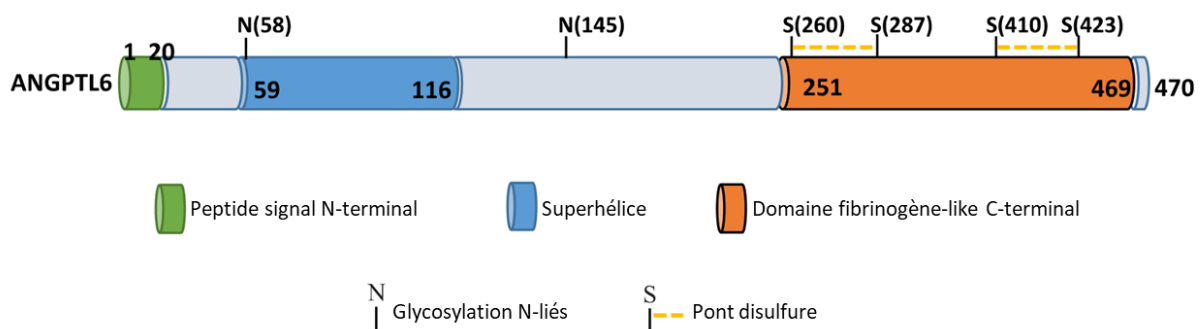 N(58) N(145) S(260) S(287) S(410) S(423)
1 20
ANGPTL6 59 116 251 469 470
Peptide signal N-terminal Superhélice Domaine fibrinogène-like C-terminal
N Glycosylation N-liés S Pont disulfure